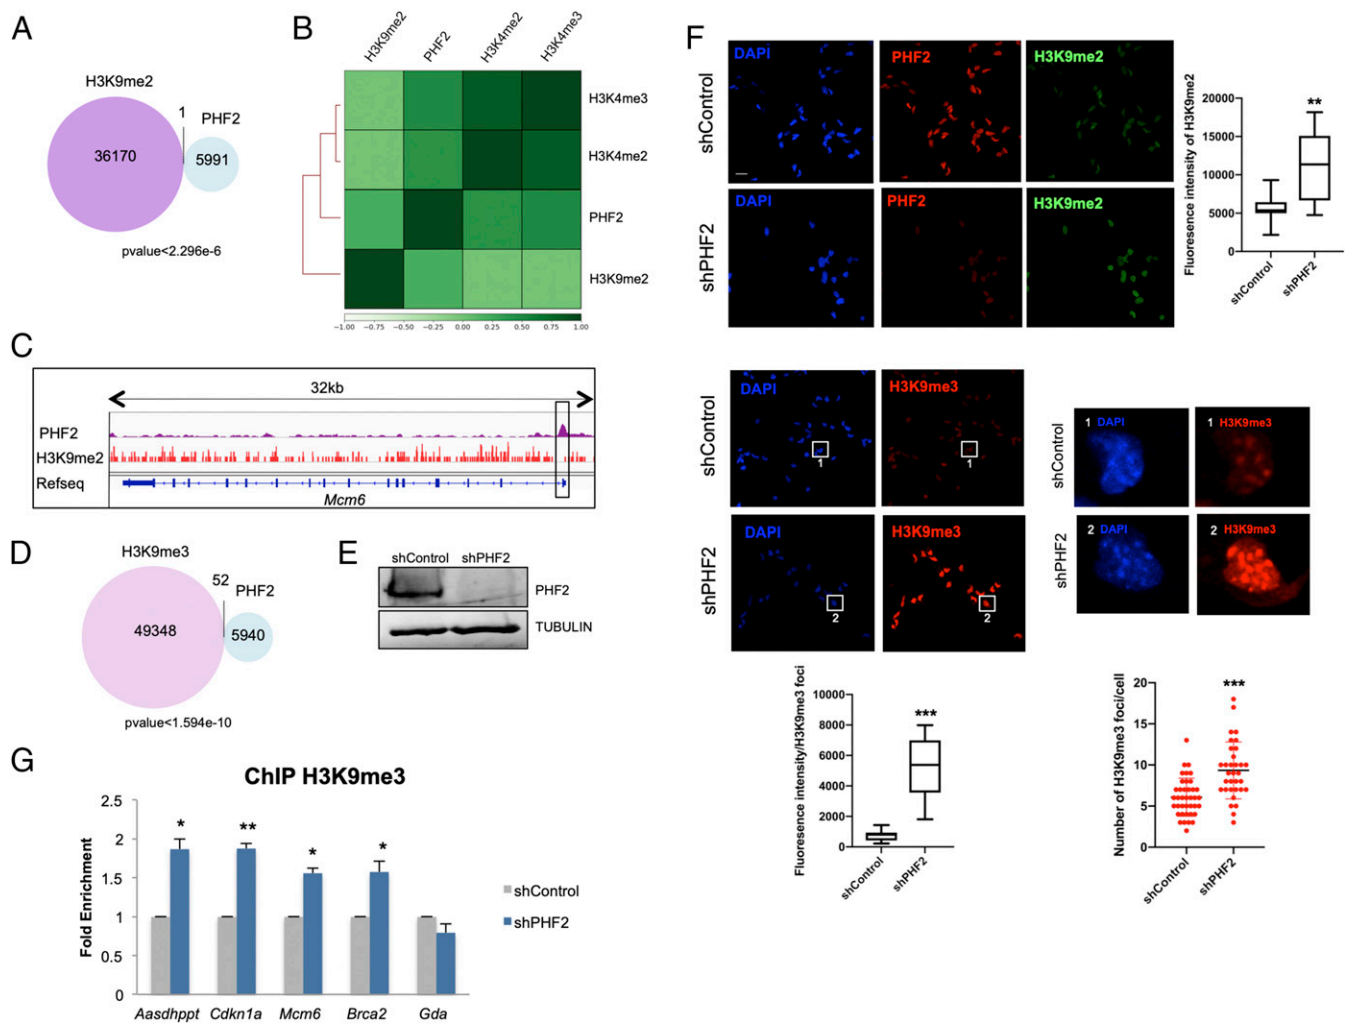 A
H3K9me2
1
PHF2
36170
5991
pvalue<2.296e-6
B
H3K9me2
PHF2
H3K4me2
H3K4me3
H3K4me3
H3K4me2
PHF2
H3K9me2
−1.00 −0.75 −0.50 −0.25 0.00 0.25 0.50 0.75 1.00
C
32kb
PHF2
H3K9me2
Refseq
Mcm6
D
H3K9me3
52
PHF2
49348
5940
pvalue<1.594e-10
E
shControl shPHF2
PHF2
TUBULIN
F
shControl
DAPI
PHF2
H3K9me2
shPHF2
DAPI
PHF2
H3K9me2
Fluoresence intensity of H3K9me2
20000
15000
10000
5000
0
**
shControl
shPHF2
shControl
DAPI
1
H3K9me3
1
shPHF2
DAPI
2
H3K9me3
2
shControl
1 DAPI
1 H3K9me3
shPHF2
2 DAPI
2 H3K9me3
Fluoresence intensity/H3K9me3 foci
10000
8000
6000
4000
2000
0
***
shControl
shPHF2
Number of H3K9me3 foci/cell
20
15
10
5
0
***
shControl
shPHF2
G
ChIP H3K9me3
Fold Enrichment
2.5
2
1.5
1
0.5
0
*
**
*
*
Aasdhppt Cdkn1a Mcm6 Brca2 Gda
shControl
shPHF2